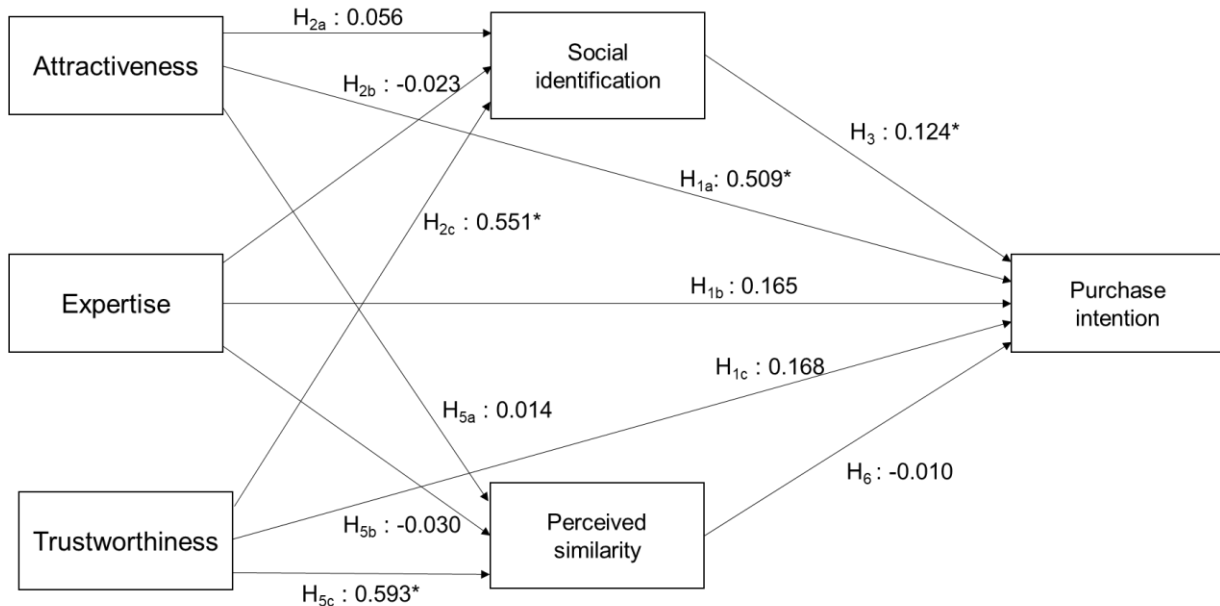 H2a : 0.056
Attractiveness
Social
identification
H2b : -0.023
H3 : 0.124*
H1a: 0.509*
H2c : 0.551*
Expertise
H1b : 0.165
Purchase
intention
H1c : 0.168
H5a : 0.014
H6 : -0.010
Trustworthiness
H5b : -0.030
Perceived
similarity
H5c : 0.593*